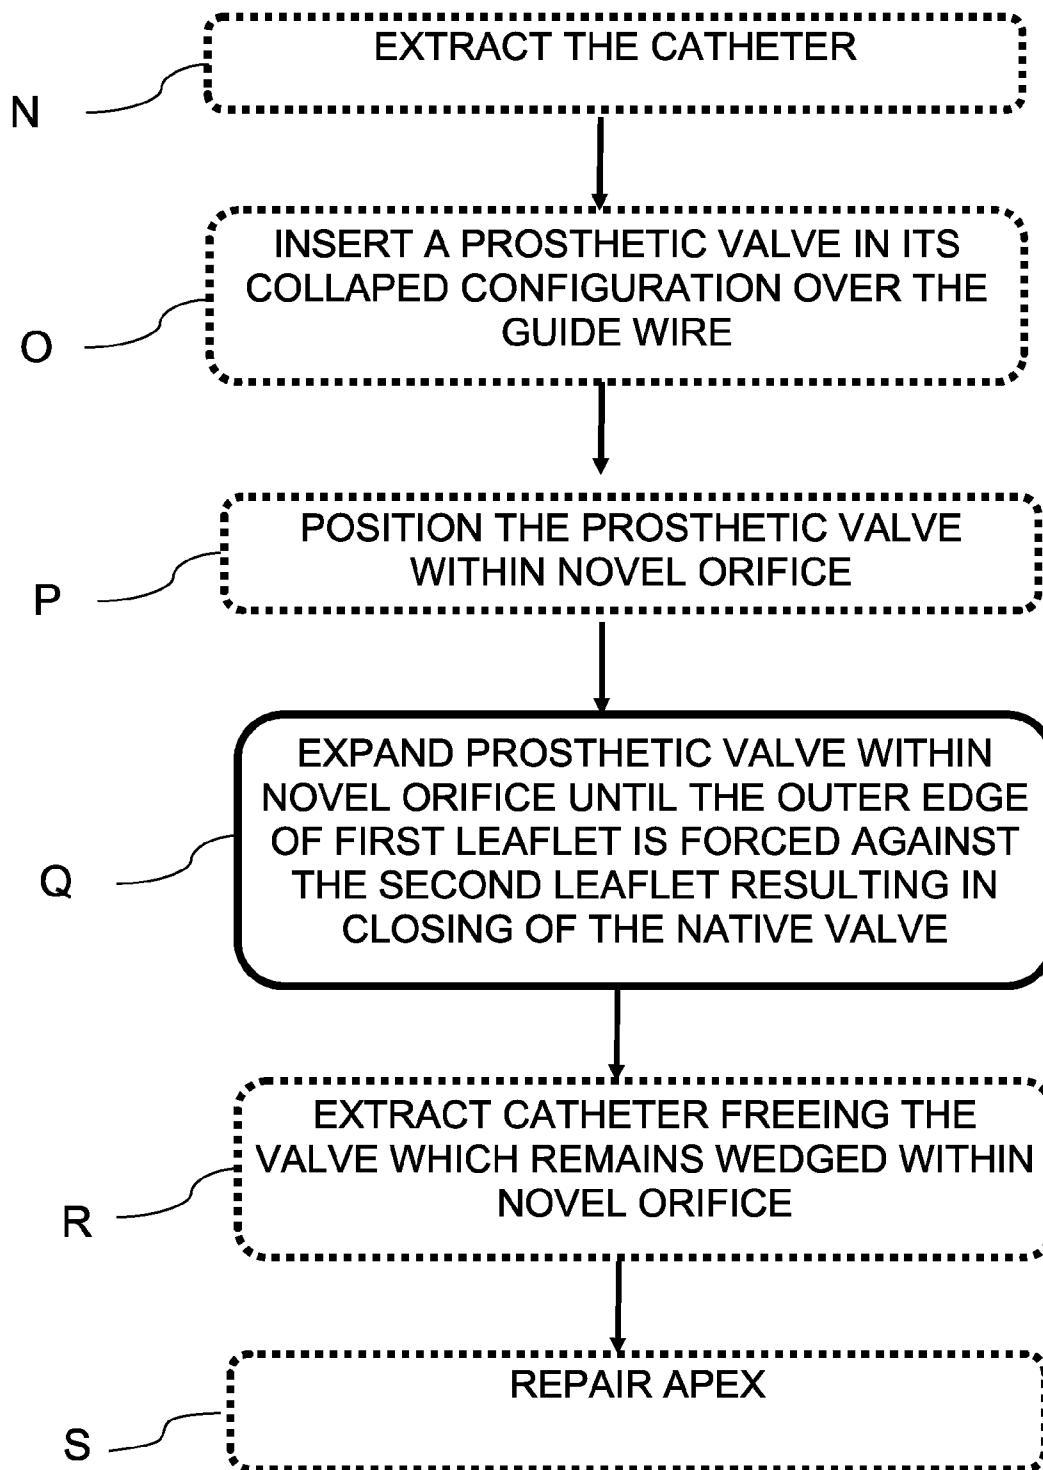 EXTRACT THE CATHETER
N
INSERT A PROSTHETIC VALVE IN ITS
COLLAPED CONFIGURATION OVER THE
GUIDE WIRE
O
POSITION THE PROSTHETIC VALVE
WITHIN NOVEL ORIFICE
P
EXPAND PROSTHETIC VALVE WITHIN
NOVEL ORIFICE UNTIL THE OUTER EDGE
OF FIRST LEAFLET IS FORCED AGAINST
THE SECOND LEAFLET RESULTING IN
CLOSING OF THE NATIVE VALVE
Q
EXTRACT CATHETER FREEING THE
VALVE WHICH REMAINS WEDGED WITHIN
NOVEL ORIFICE
R
REPAIR APEX
S